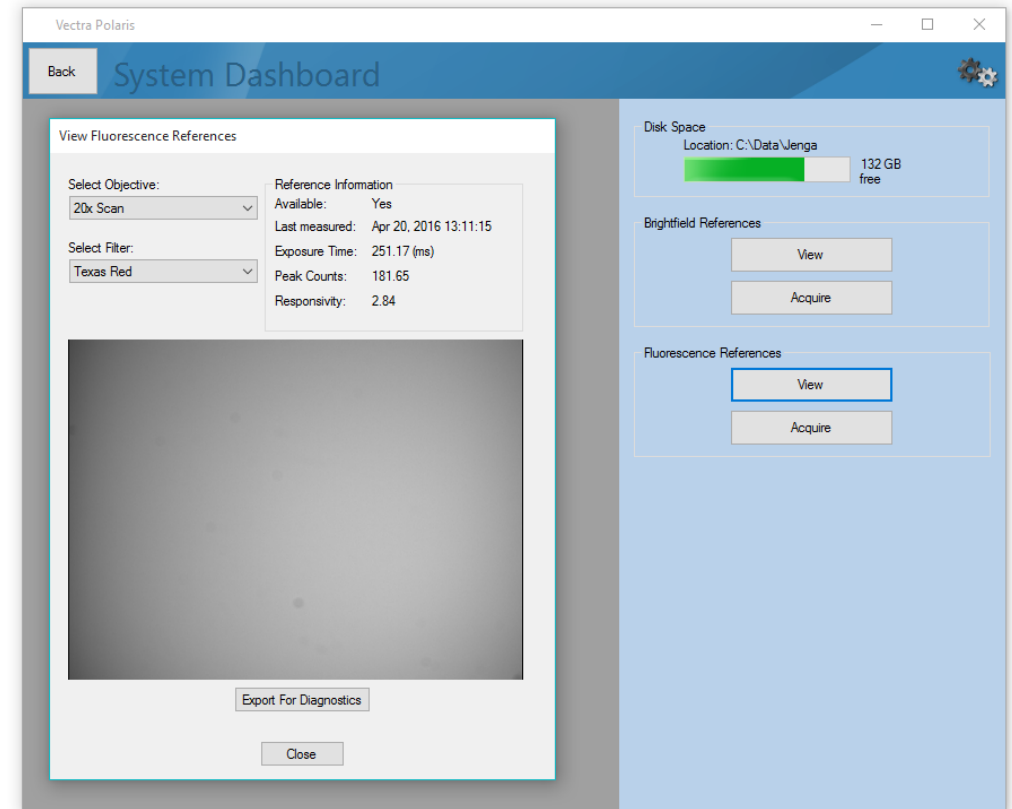 Vectra Polaris
Back
System Dashboard
View Fluorescence References
Select Objective:
20x Scan
Select Filter:
Texas Red
Reference Information
Available: Yes
Last measured: Apr 20, 2016 13:11:15
Exposure Time: 251.17 (ms)
Peak Counts: 181.65
Responsivity: 2.84
Export For Diagnostics
Close
Disk Space
Location: C:\Data\Jenga
132 GB
free
Brightfield References
View
Acquire
Fluorescence References
View
Acquire